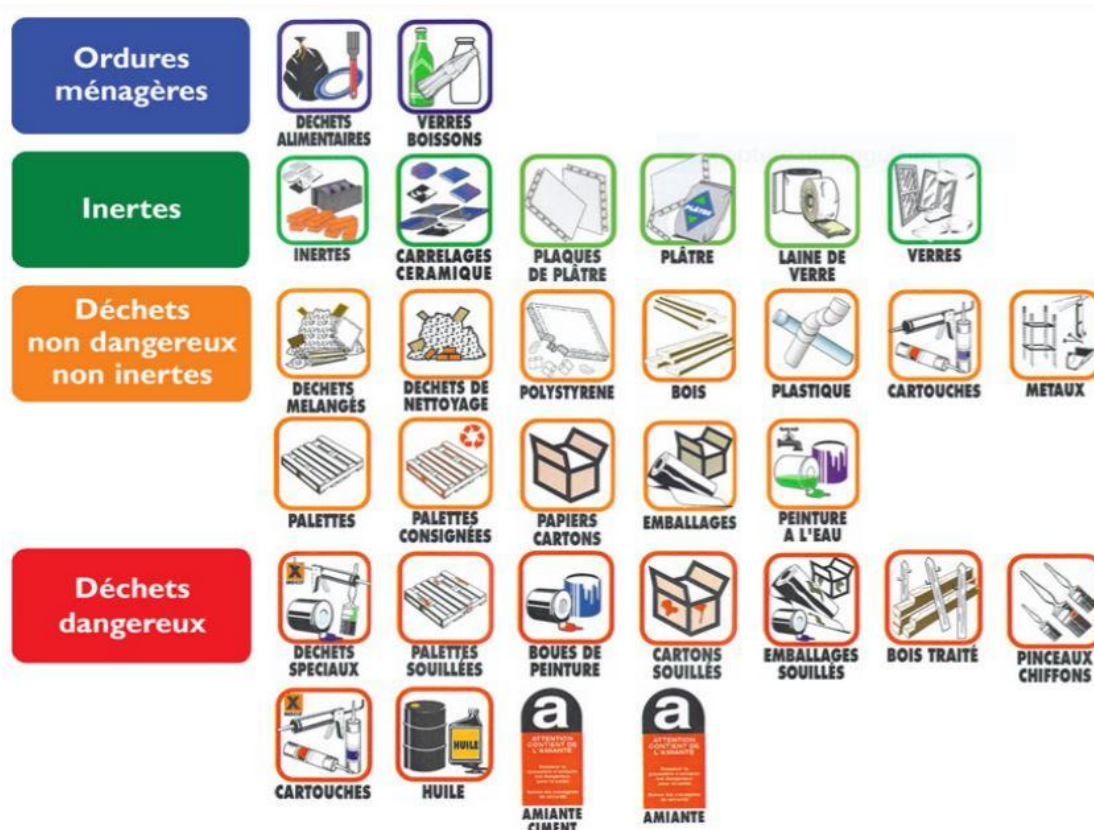 Ordures
ménagères
DECHETS
ALIMENTAIRES
VERRES
BOISSONS
Inertes
INERTES
CARRELAGES
CERAMIQUE
PLAQUES
DE PLÂTRE
PLÂTRE
PLÂTRE
LAINE DE
VERRE
VERRES
Déchets
non dangereux
non inertes
DECHETS
MELANGÉS
DECHETS DE
NETTOYAGE
POLYSTYRENE
BOIS
PLASTIQUE
CARTOUCHES
METAUX
PALETTES
PALETTES
CONSIGNÉES
PAPIERS
CARTONS
EMBALLAGES
PEINTURE
A L'EAU
Déchets
dangereux
DECHETS
SPECIAUX
PALETTES
SOUILLÉES
BOUES DE
PEINTURE
CARTONS
SOUILLÉS
EMBALLAGES
SOUILLÉS
BOIS TRAITÉ
PINCEAUX
CHIFFONS
X
CARTOUCHES
HUILE
HUILE
a
ATTENTION
CONTIENT DE
L'AMIANTE
AMIANTE
CIMENT
a
ATTENTION
CONTIENT DE
L'AMIANTE
AMIANTE